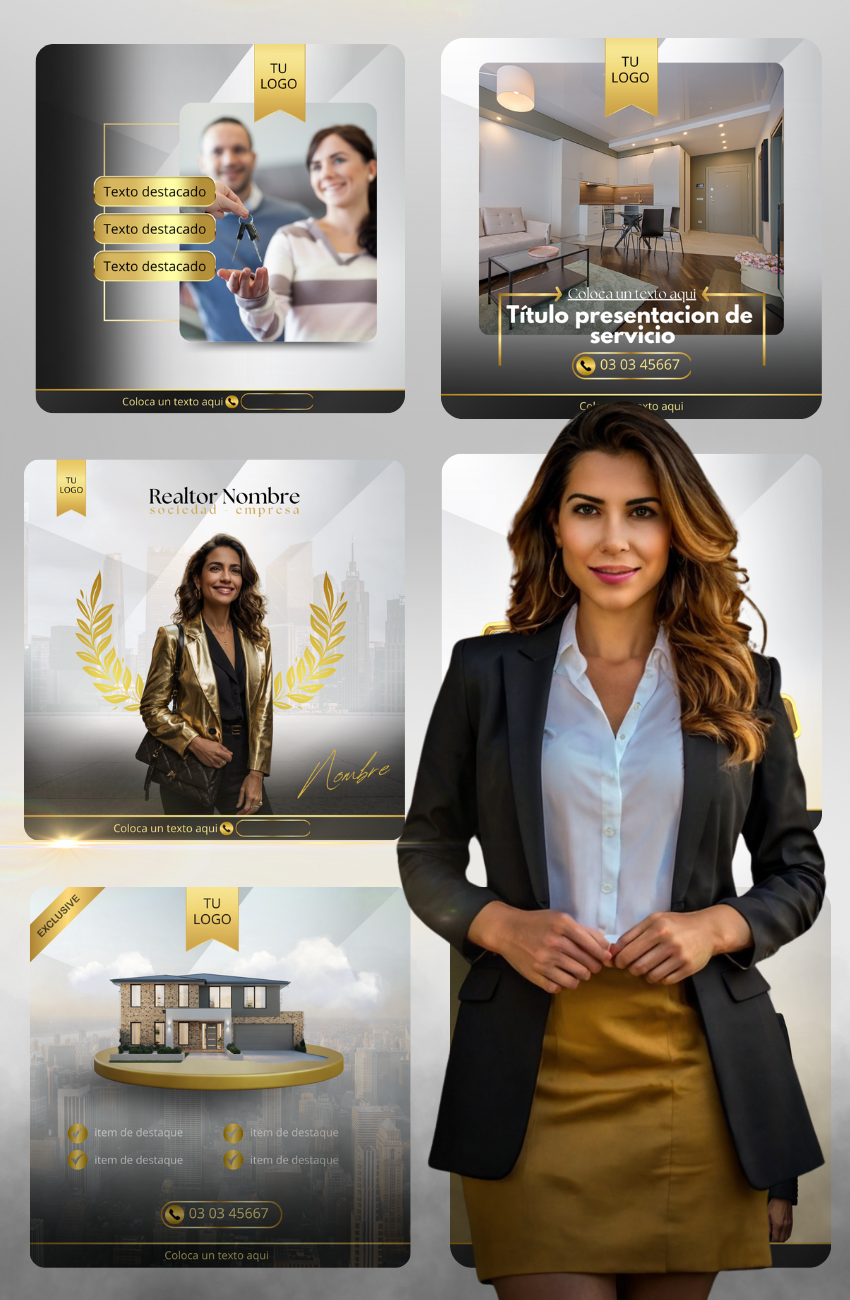 TU
LOGO
Texto destacado
Texto destacado
Texto destacado
Coloca un texto aqui
TU
LOGO
Coloca un texto aqui
Título presentacion de
servicio
03 03 45667
aqui
TU
LOGO
Realtor Nombre
sociedad - empresa
Nombre
Coloca un texto aqui
EXCLUSIVE
TU
LOGO
item de destaque
item de destaque
item de destaque
item de destaque
03 03 45667
Coloca un texto aqui